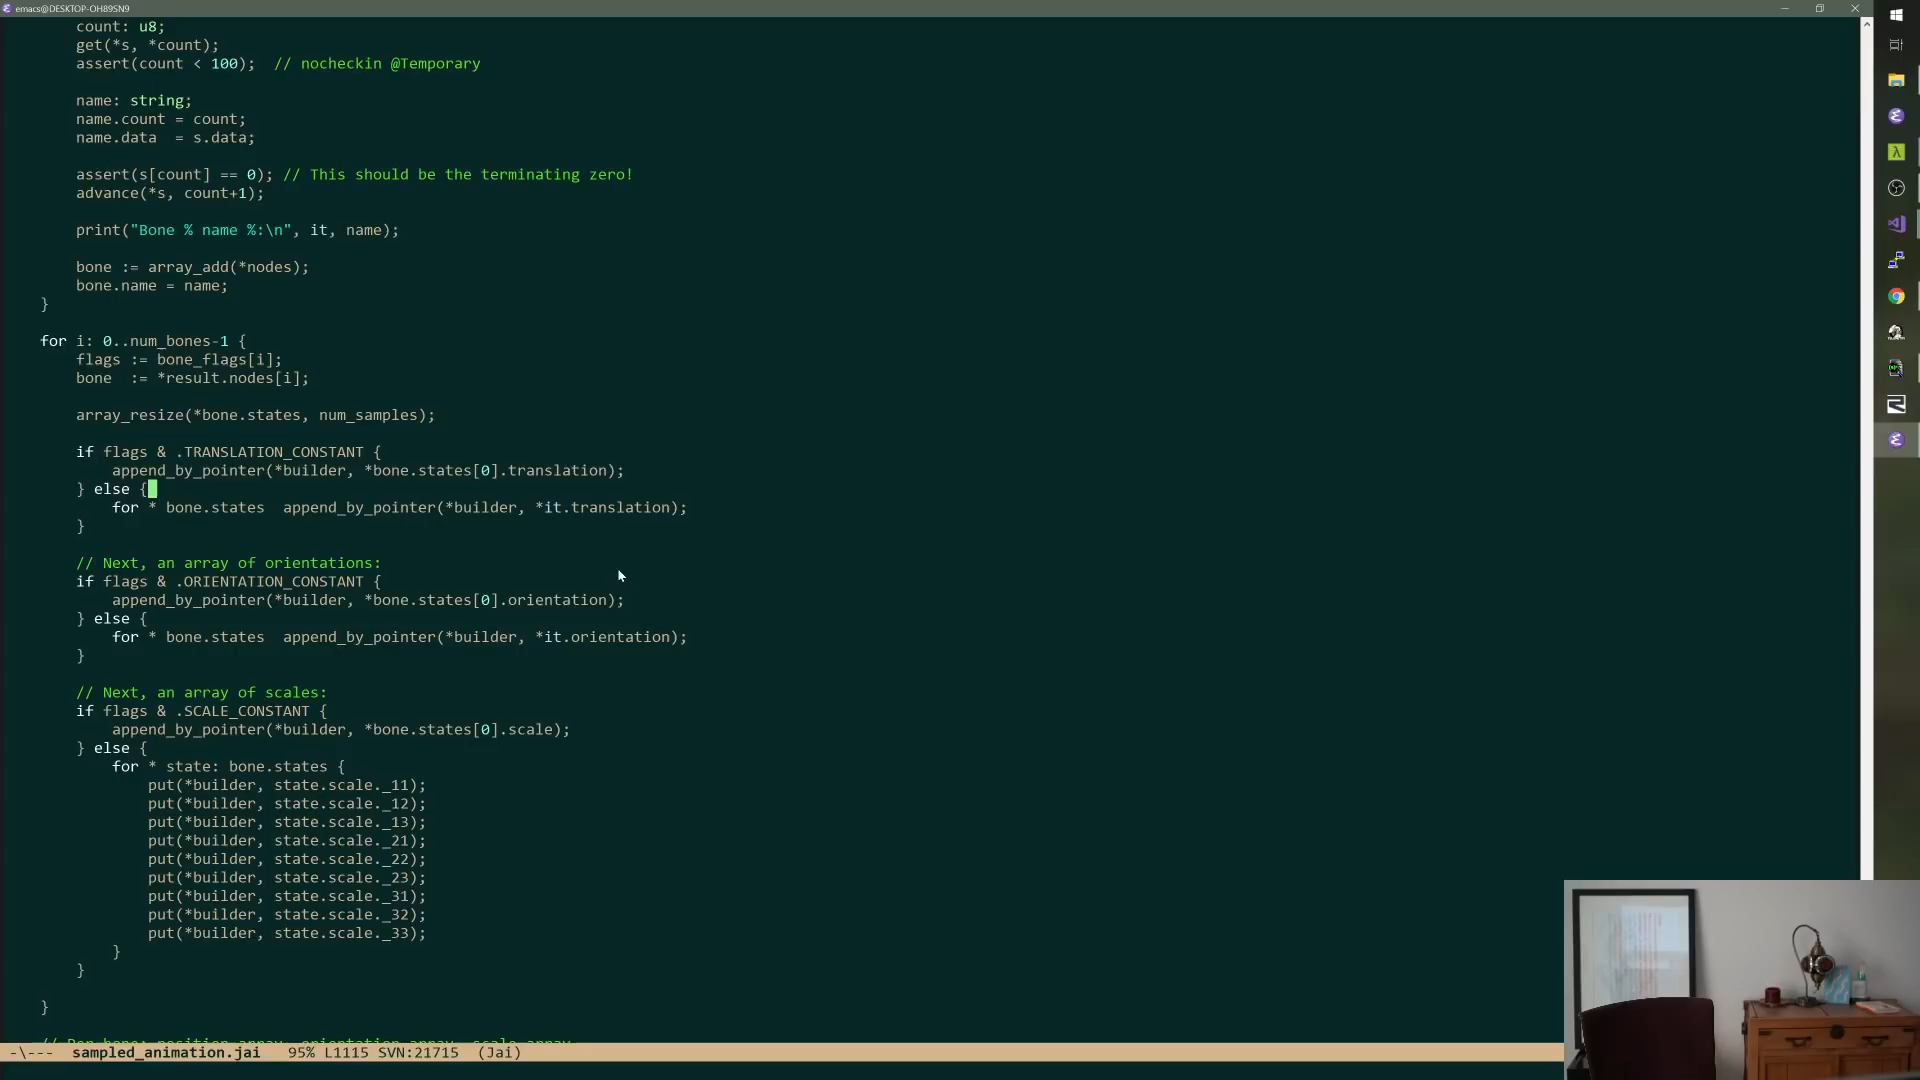 emacs@DESKTOP-OH89SN9
count: u8;
get(*s, *count);
assert(count < 100);  // nocheckin @Temporary
name: string;
name.count = count;
name.data  = s.data;
assert(s[count] == 0); // This should be the terminating zero!
advance(*s, count+1);
print("Bone % name %:\n", it, name);
bone := array_add(*nodes);
bone.name = name;
}
for i: 0..num_bones-1 {
flags := bone_flags[i];
bone  := *result.nodes[i];
array_resize(*bone.states, num_samples);
if flags & .TRANSLATION_CONSTANT {
append_by_pointer(*builder, *bone.states[0].translation);
} else {
for * bone.states  append_by_pointer(*builder, *it.translation);
}
// Next, an array of orientations:
if flags & .ORIENTATION_CONSTANT {
append_by_pointer(*builder, *bone.states[0].orientation);
} else {
for * bone.states  append_by_pointer(*builder, *it.orientation);
}
// Next, an array of scales:
if flags & .SCALE_CONSTANT {
append_by_pointer(*builder, *bone.states[0].scale);
} else {
for * state: bone.states {
put(*builder, state.scale._11);
put(*builder, state.scale._12);
put(*builder, state.scale._13);
put(*builder, state.scale._21);
put(*builder, state.scale._22);
put(*builder, state.scale._23);
put(*builder, state.scale._31);
put(*builder, state.scale._32);
put(*builder, state.scale._33);
}
}
}
// Per bone: position array, orientation array, scale array
-\---  sampled_animation.jai   95% L1115 SVN:21715  (Jai)